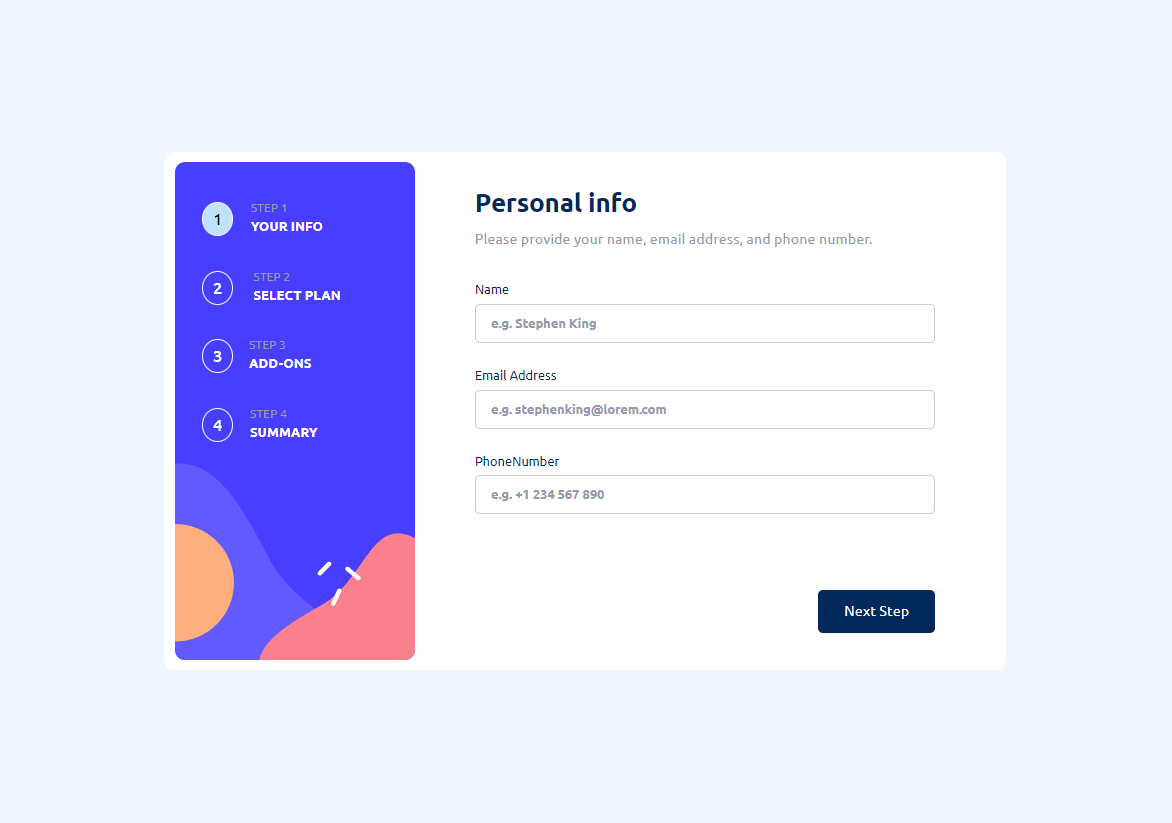 1
STEP 1
YOUR INFO
2
STEP 2
SELECT PLAN
3
STEP 3
ADD-ONS
4
STEP 4
SUMMARY
Personal info
Please provide your name, email address, and phone number.
Name
e.g. Stephen King
Email Address
e.g. stephenking@lorem.com
PhoneNumber
e.g. +1 234 567 890
Next Step